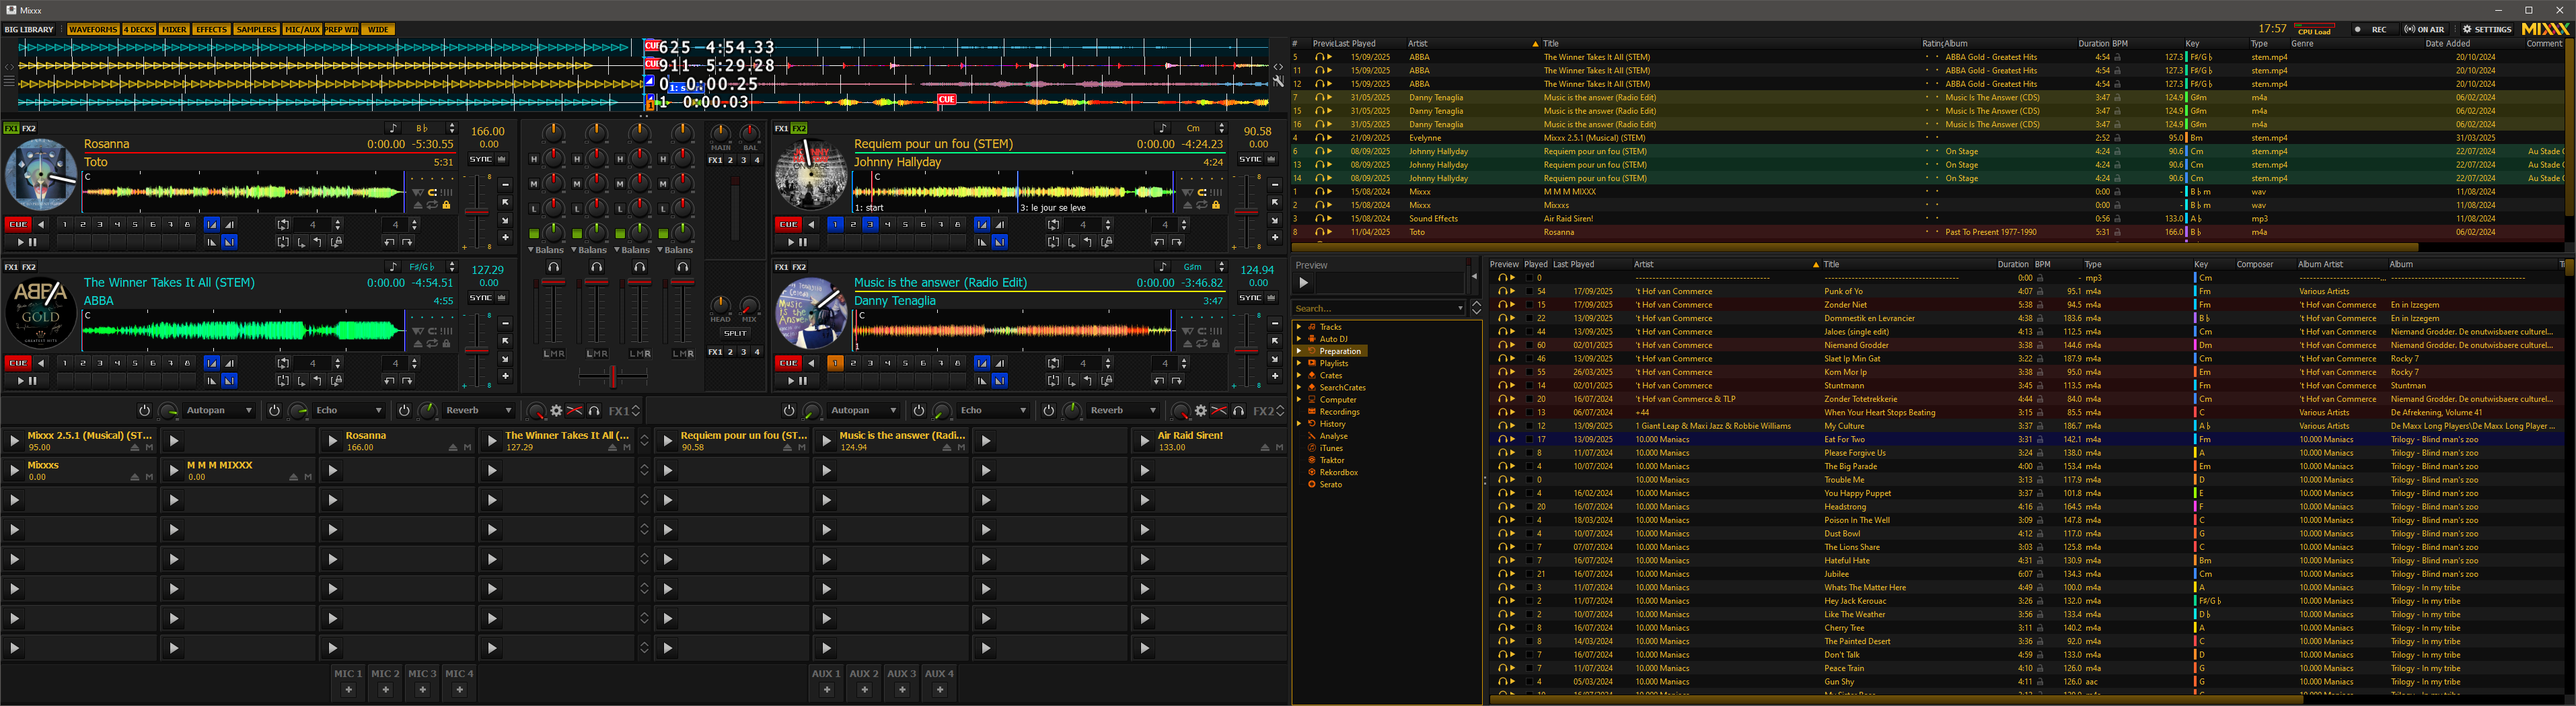 Mixxx
BIG LIBRARY WAVEFORMS 4 DECKS MIXER EFFECTS SAMPLERS MIC/AUX PREP WIN WIDE
17:57 CPU Load REC ON AIR SETTINGS MIXXX
CUE 625 4:54.33
CUE 911 5:29.28
0 0:00.25
1 0:00.03
CUE
FX1 FX2 B♭ 166.00
Rosanna 0:00.00 -5:30.55 0.00
Toto 5:31 SYNC
C
CUE 1 2 3 4 5 6 7 8 4 4
MAIN BAL
FX1 2 3 4
H M L
Balans Balans Balans Balans
FX1 FX2 Cm 90.58
Requiem pour un fou (STEM) 0:00.00 -4:24.23 0.00
Johnny Hallyday 4:24 SYNC
C
1: start 3: le jour se leve
CUE 1 2 3 4 5 6 7 8 4 4
FX1 FX2 F♯/G♭ 127.29
The Winner Takes It All (STEM) 0:00.00 -4:54.51 0.00
ABBA 4:55 SYNC
C
CUE 1 2 3 4 5 6 7 8 4 4
HEAD MIX
SPLIT
FX1 2 3 4
LMR LMR LMR LMR
FX1 FX2 G♯m 124.94
Music is the answer (Radio Edit) 0:00.00 -3:46.82 0.00
Danny Tenaglia 3:47 SYNC
C
1
CUE 1 2 3 4 5 6 7 8 4 4
Autopan Echo Reverb FX1 Autopan Echo Reverb FX2
Mixxx 2.5.1 (Musical) (ST... Rosanna The Winner Takes It All (... Requiem pour un fou (ST... Music is the answer (Radi... Air Raid Siren!
95.00 166.00 127.29 90.58 124.94 133.00
Mixxxs M M M MIXXX
0.00 0.00
MIC 1 MIC 2 MIC 3 MIC 4 AUX 1 AUX 2 AUX 3 AUX 4
# Preview Last Played Artist Title Rating Album Duration BPM Key Type Genre Date Added Comment
5 15/09/2025 ABBA The Winner Takes It All (STEM) ABBA Gold - Greatest Hits 4:54 127.3 F♯/G♭ stem.mp4 20/10/2024
11 15/09/2025 ABBA The Winner Takes It All (STEM) ABBA Gold - Greatest Hits 4:54 127.3 F♯/G♭ stem.mp4 20/10/2024
12 15/09/2025 ABBA The Winner Takes It All (STEM) ABBA Gold - Greatest Hits 4:54 127.3 F♯/G♭ stem.mp4 20/10/2024
7 31/05/2025 Danny Tenaglia Music is the answer (Radio Edit) Music Is The Answer (CDS) 3:47 124.9 G♯m m4a 06/02/2024
15 31/05/2025 Danny Tenaglia Music is the answer (Radio Edit) Music Is The Answer (CDS) 3:47 124.9 G♯m m4a 06/02/2024
16 31/05/2025 Danny Tenaglia Music is the answer (Radio Edit) Music Is The Answer (CDS) 3:47 124.9 G♯m m4a 06/02/2024
4 21/09/2025 Evelynne Mixxx 2.5.1 (Musical) (STEM) 2:52 95.0 Bm stem.mp4 31/03/2025
6 08/09/2025 Johnny Hallyday Requiem pour un fou (STEM) On Stage 4:24 90.6 Cm stem.mp4 22/07/2024 Au Stade
13 08/09/2025 Johnny Hallyday Requiem pour un fou (STEM) On Stage 4:24 90.6 Cm stem.mp4 22/07/2024 Au Stade
14 08/09/2025 Johnny Hallyday Requiem pour un fou (STEM) On Stage 4:24 90.6 Cm stem.mp4 22/07/2024 Au Stade
1 15/08/2024 Mixxx M M M MIXXX 0:00 - B♭m wav 11/08/2024
2 15/08/2024 Mixxx Mixxxs 0:00 - B♭m wav 11/08/2024
3 15/08/2024 Sound Effects Air Raid Siren! 0:56 133.0 A♭ mp3 11/08/2024
8 11/04/2025 Toto Rosanna Past To Present 1977-1990 5:31 166.0 B♭ m4a 06/02/2024
Preview
Search...
Tracks
Auto DJ
Preparation
Playlists
Crates
SearchCrates
Computer
Recordings
History
Analyse
iTunes
Traktor
Rekordbox
Serato
Preview Played Last Played Artist Title Duration BPM Type Key Composer Album Artist Album
0 0:00 - mp3 Cm
54 17/09/2025 't Hof van Commerce Punk of Yo 4:07 95.1 m4a Fm Various Artists
15 17/09/2025 't Hof van Commerce Zonder Niet 5:38 94.5 m4a Fm 't Hof van Commerce En in Izzegem
22 13/09/2025 't Hof van Commerce Dommestik en Levrancier 4:38 183.6 m4a B♭ 't Hof van Commerce En in Izzegem
44 13/09/2025 't Hof van Commerce Jaloes (single edit) 4:13 112.5 m4a Cm 't Hof van Commerce Niemand Grodder. De onutwisbaere culturel...
60 02/01/2025 't Hof van Commerce Niemand Grodder 3:38 144.6 m4a Dm 't Hof van Commerce Niemand Grodder. De onutwisbaere culturel...
46 13/09/2025 't Hof van Commerce Slaet Ip Min Gat 3:22 187.9 m4a Cm 't Hof van Commerce Rocky 7
55 26/03/2025 't Hof van Commerce Kom Mor Ip 3:38 95.0 m4a Em 't Hof van Commerce Rocky 7
14 02/01/2025 't Hof van Commerce Stuntmann 3:45 113.5 m4a Fm 't Hof van Commerce Stuntman
20 16/07/2024 't Hof van Commerce & TLP Zonder Totetrekkerie 4:44 84.0 m4a Cm 't Hof van Commerce Niemand Grodder. De onutwisbaere culturel...
13 06/07/2024 +44 When Your Heart Stops Beating 3:15 85.5 m4a C Various Artists De Afrekening, Volume 41
12 13/09/2025 1 Giant Leap & Maxi Jazz & Robbie Williams My Culture 3:37 186.7 m4a A♭ Various Artists De Maxx Long Players\De Maxx Long Player ...
17 13/09/2025 10.000 Maniacs Eat For Two 3:31 142.1 m4a Fm 10.000 Maniacs Trilogy - Blind man's zoo
8 11/07/2024 10.000 Maniacs Please Forgive Us 3:24 138.0 m4a A 10.000 Maniacs Trilogy - Blind man's zoo
4 10/07/2024 10.000 Maniacs The Big Parade 4:00 153.4 m4a Em 10.000 Maniacs Trilogy - Blind man's zoo
0 10.000 Maniacs Trouble Me 3:13 117.9 m4a D 10.000 Maniacs Trilogy - Blind man's zoo
4 16/02/2024 10.000 Maniacs You Happy Puppet 3:37 101.8 m4a E 10.000 Maniacs Trilogy - Blind man's zoo
20 16/07/2024 10.000 Maniacs Headstrong 4:16 164.5 m4a F 10.000 Maniacs Trilogy - Blind man's zoo
4 18/03/2024 10.000 Maniacs Poison In The Well 3:09 147.8 m4a C 10.000 Maniacs Trilogy - Blind man's zoo
4 10/07/2024 10.000 Maniacs Dust Bowl 4:12 117.0 m4a G 10.000 Maniacs Trilogy - Blind man's zoo
7 07/07/2024 10.000 Maniacs The Lions Share 3:03 125.8 m4a C 10.000 Maniacs Trilogy - Blind man's zoo
7 16/07/2024 10.000 Maniacs Hateful Hate 4:31 130.9 m4a Bm 10.000 Maniacs Trilogy - Blind man's zoo
21 16/07/2024 10.000 Maniacs Jubilee 6:07 134.3 m4a Cm 10.000 Maniacs Trilogy - Blind man's zoo
3 11/07/2024 10.000 Maniacs Whats The Matter Here 4:49 100.0 m4a A 10.000 Maniacs Trilogy - In my tribe
2 11/07/2024 10.000 Maniacs Hey Jack Kerouac 3:26 132.0 m4a F♯/G♭ 10.000 Maniacs Trilogy - In my tribe
2 10/07/2024 10.000 Maniacs Like The Weather 3:56 133.4 m4a D♭ 10.000 Maniacs Trilogy - In my tribe
8 16/07/2024 10.000 Maniacs Cherry Tree 3:11 140.2 m4a A 10.000 Maniacs Trilogy - In my tribe
8 14/03/2024 10.000 Maniacs The Painted Desert 3:36 92.0 m4a C 10.000 Maniacs Trilogy - In my tribe
7 16/07/2024 10.000 Maniacs Don't Talk 4:59 133.0 m4a D 10.000 Maniacs Trilogy - In my tribe
7 11/07/2024 10.000 Maniacs Peace Train 4:10 126.0 m4a G 10.000 Maniacs Trilogy - In my tribe
4 05/03/2024 10.000 Maniacs Gun Shy 4:11 126.0 aac G 10.000 Maniacs Trilogy - In my tribe